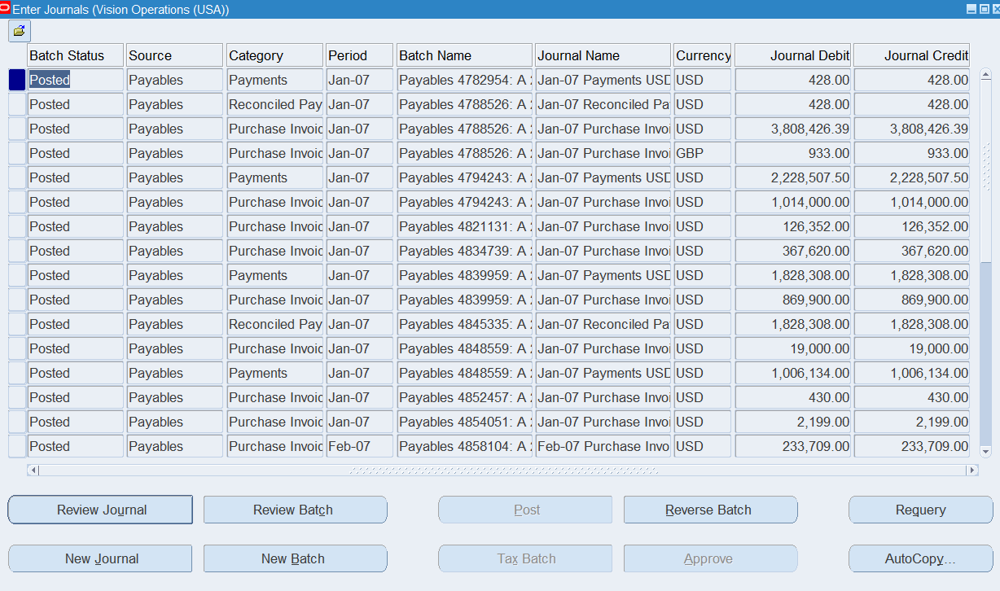 Enter Journals (Vision Operations (USA))
Batch Status Source Category Period Batch Name Journal Name Currency Journal Debit Journal Credit
Posted Payables Payments Jan-07 Payables 4782954: A Jan-07 Payments USD USD 428.00 428.00
Posted Payables Reconciled Pay Jan-07 Payables 4788526: A Jan-07 Reconciled Pa USD 428.00 428.00
Posted Payables Purchase Invoic Jan-07 Payables 4788526: A Jan-07 Purchase Invoi USD 3,808,426.39 3,808,426.39
Posted Payables Purchase Invoic Jan-07 Payables 4788526: A Jan-07 Purchase Invoi GBP 933.00 933.00
Posted Payables Payments Jan-07 Payables 4794243: A Jan-07 Payments USD USD 2,228,507.50 2,228,507.50
Posted Payables Purchase Invoic Jan-07 Payables 4794243: A Jan-07 Purchase Invoi USD 1,014,000.00 1,014,000.00
Posted Payables Purchase Invoic Jan-07 Payables 4821131: A Jan-07 Purchase Invoi USD 126,352.00 126,352.00
Posted Payables Purchase Invoic Jan-07 Payables 4834739: A Jan-07 Purchase Invoi USD 367,620.00 367,620.00
Posted Payables Payments Jan-07 Payables 4839959: A Jan-07 Payments USD USD 1,828,308.00 1,828,308.00
Posted Payables Purchase Invoic Jan-07 Payables 4839959: A Jan-07 Purchase Invoi USD 869,900.00 869,900.00
Posted Payables Reconciled Pay Jan-07 Payables 4845335: A Jan-07 Reconciled Pa USD 1,828,308.00 1,828,308.00
Posted Payables Purchase Invoic Jan-07 Payables 4848559: A Jan-07 Purchase Invoi USD 19,000.00 19,000.00
Posted Payables Payments Jan-07 Payables 4848559: A Jan-07 Payments USD USD 1,006,134.00 1,006,134.00
Posted Payables Purchase Invoic Jan-07 Payables 4852457: A Jan-07 Purchase Invoi USD 430.00 430.00
Posted Payables Purchase Invoic Jan-07 Payables 4854051: A Jan-07 Purchase Invoi USD 2,199.00 2,199.00
Posted Payables Purchase Invoic Feb-07 Payables 4858104: A Feb-07 Purchase Invo USD 233,709.00 233,709.00
Review Journal Review Batch Post Reverse Batch Requery
New Journal New Batch Tax Batch Approve AutoCopy...